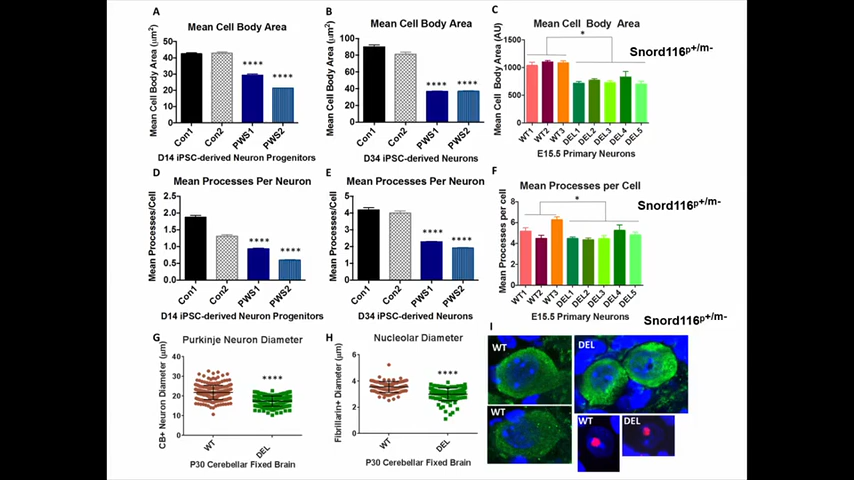 A
Mean Cell Body Area
Mean Cell Body Area (μm²)
50
40
30
20
10
0
****
****
Con1
Con2
PWS1
PWS2
D14 iPSC-derived Neuron Progenitors
B
Mean Cell Body Area
Mean Cell Body Area (μm²)
100
80
60
40
20
0
****
****
Con1
Con2
PWS1
PWS2
D34 iPSC-derived Neurons
C
Mean Cell Body Area
Mean Cell Body Area (AU)
1500
1000
500
0
*
Snord116p+/m-
WT1
WT2
WT3
DEL1
DEL2
DEL3
DEL4
DEL5
E15.5 Primary Neurons
D
Mean Processes Per Neuron
Mean Processes/Cell
2.5
2.0
1.5
1.0
0.5
0.0
****
****
Con1
Con2
PWS1
PWS2
D14 iPSC-derived Neuron Progenitors
E
Mean Processes Per Neuron
Mean Processes/Cell
5
4
3
2
1
0
****
****
Con1
Con2
PWS1
PWS2
D34 iPSC-derived Neurons
F
Mean Processes per Cell
Mean Processes per cell
8
6
4
2
0
*
Snord116p+/m-
WT1
WT2
WT3
DEL1
DEL2
DEL3
DEL4
DEL5
E15.5 Primary Neurons
Snord116p+/m-
G
Purkinje Neuron Diameter
CB+ Neuron Diameter (μm)
40
30
20
10
0
****
WT
DEL
P30 Cerebellar Fixed Brain
H
Nucleolar Diameter
Fibrillarin+ Diameter (μm)
6
4
2
0
****
WT
DEL
P30 Cerebellar Fixed Brain
I
WT
DEL
WT
WT
DEL